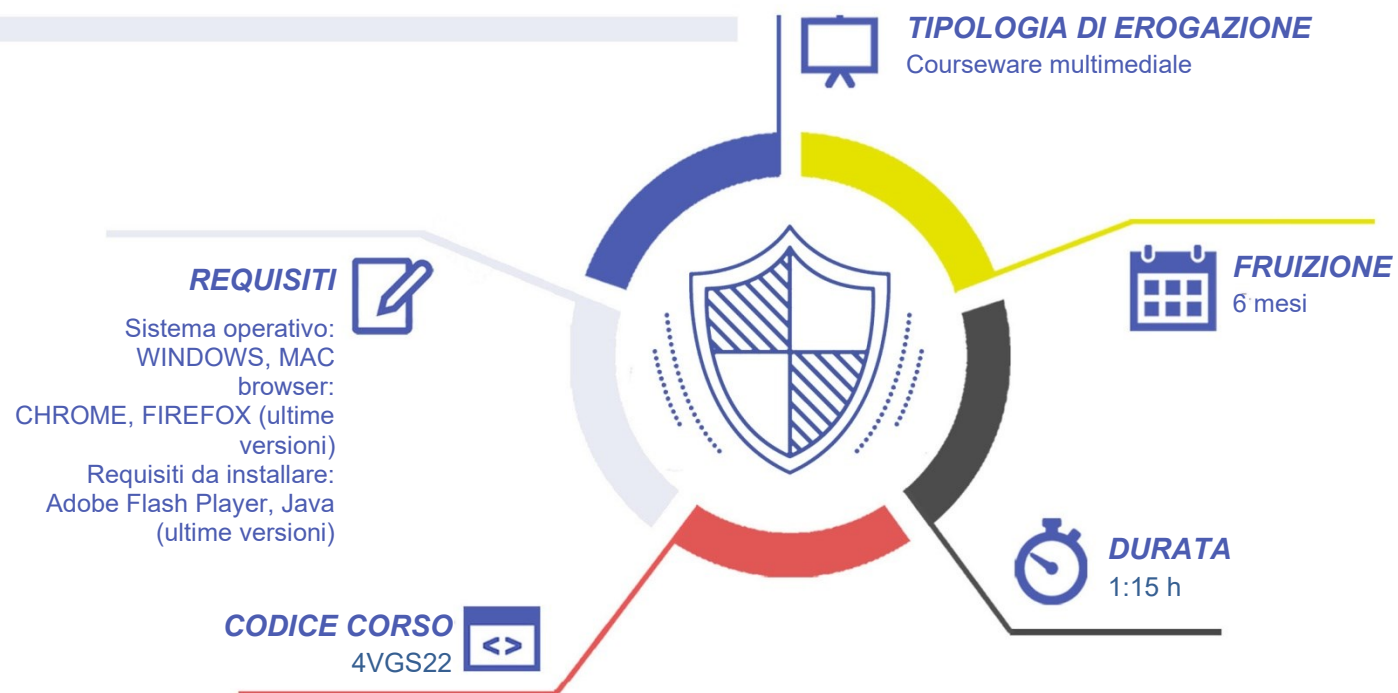 TIPOLOGIA DI EROGAZIONE
Courseware multimediale
REQUISITI
Sistema operativo:
WINDOWS, MAC
browser:
CHROME, FIREFOX (ultime
versioni)
Requisiti da installare:
Adobe Flash Player, Java
(ultime versioni)
FRUIZIONE
6 mesi
DURATA
1:15 h
CODICE CORSO
4VGS22
<>